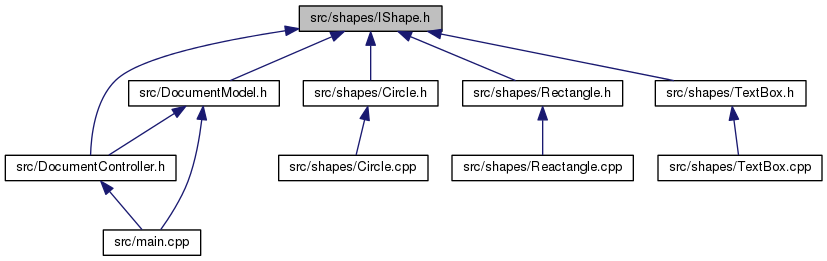 src/shapes/IShape.h
src/DocumentModel.h
src/shapes/Circle.h
src/shapes/Rectangle.h
src/shapes/TextBox.h
src/DocumentController.h
src/shapes/Circle.cpp
src/shapes/Reactangle.cpp
src/shapes/TextBox.cpp
src/main.cpp